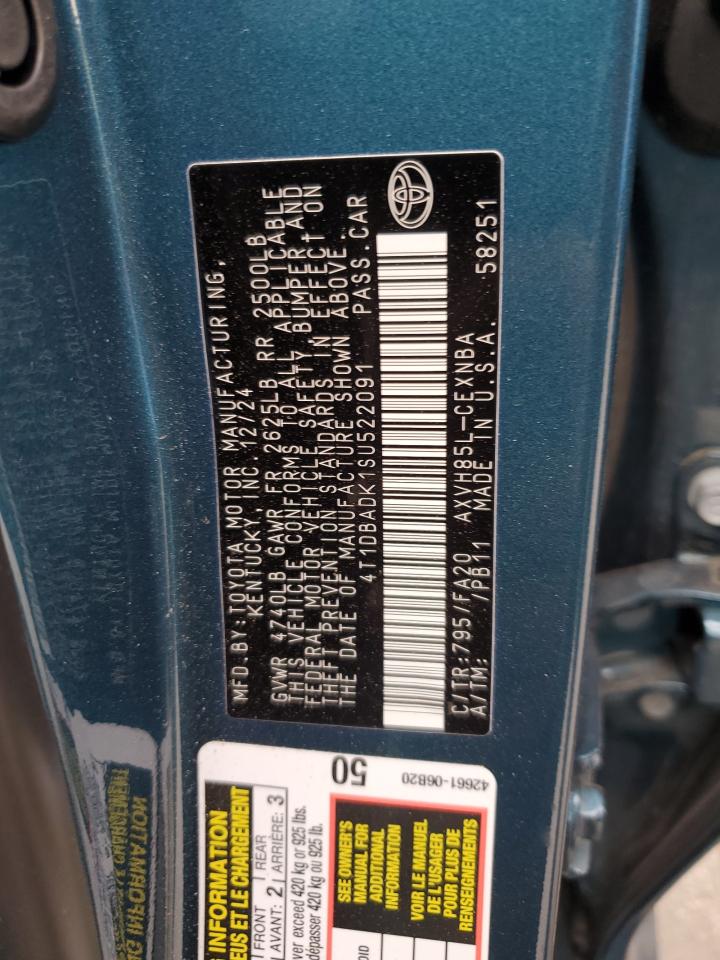 MFD.BY:TOYOTA MOTOR MANUFACTURING,
KENTUCKY, INC. 12/24
GVWR 4740LB GAWR FR 2625LB RR 2500LB
THIS VEHICLE CONFORMS TO ALL APPLICABLE
FEDERAL MOTOR VEHICLE SAFETY, BUMPER AND
THEFT PREVENTION STANDARDS IN EFFECT ON
THE DATE OF MANUFACTURE SHOWN ABOVE.
4T1DBADK1SU522091 PASS.CAR
C/TR:795/FA20 AXVH85L-CEXNBA
A/TM: /PB11 MADE IN U.S.A. 58251
INFORMATION
EUS ET LE CHARGEMENT
FRONT
LAVANT: 2
REAR
ARRIÈRE: 3
ver exceed 420 kg or 925 lbs.
dépasser 420 kg ou 925 lb.
50
SEE OWNER'S
MANUAL FOR
ADDITIONAL
INFORMATION
VOIR LE MANUEL
DE L'USAGER
POUR PLUS DE
RENSEIGNEMENTS
42661-06B20